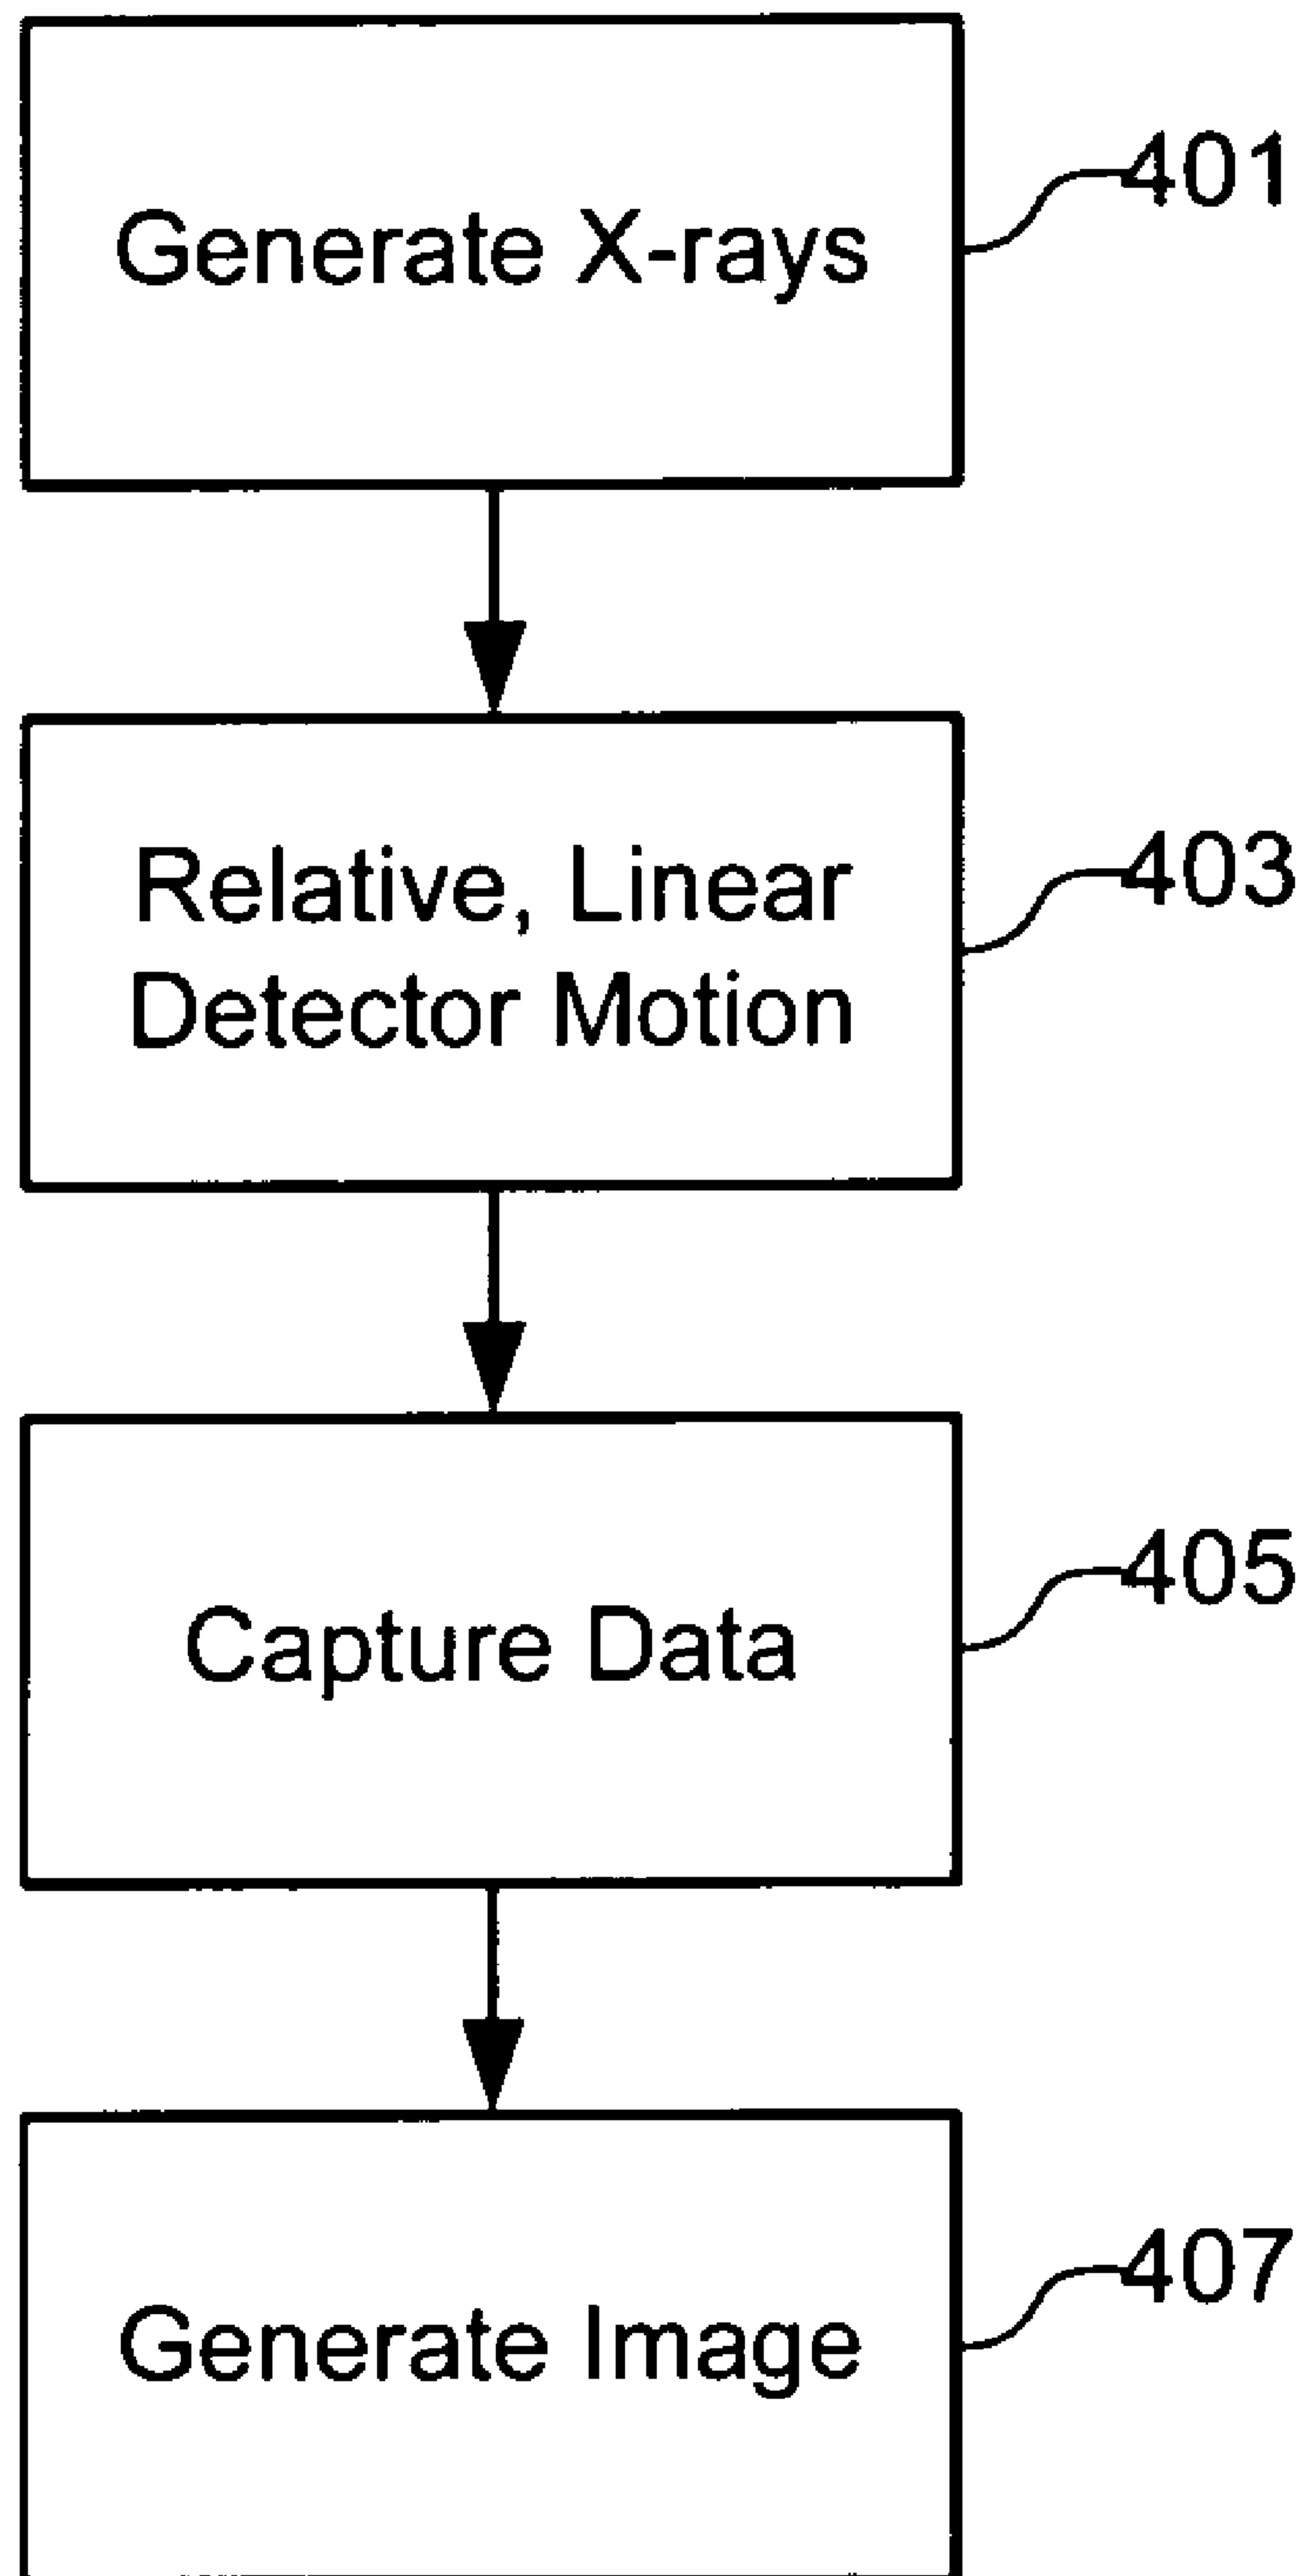 Generate X-rays
401
Relative, Linear
Detector Motion
403
Capture Data
405
Generate Image
407